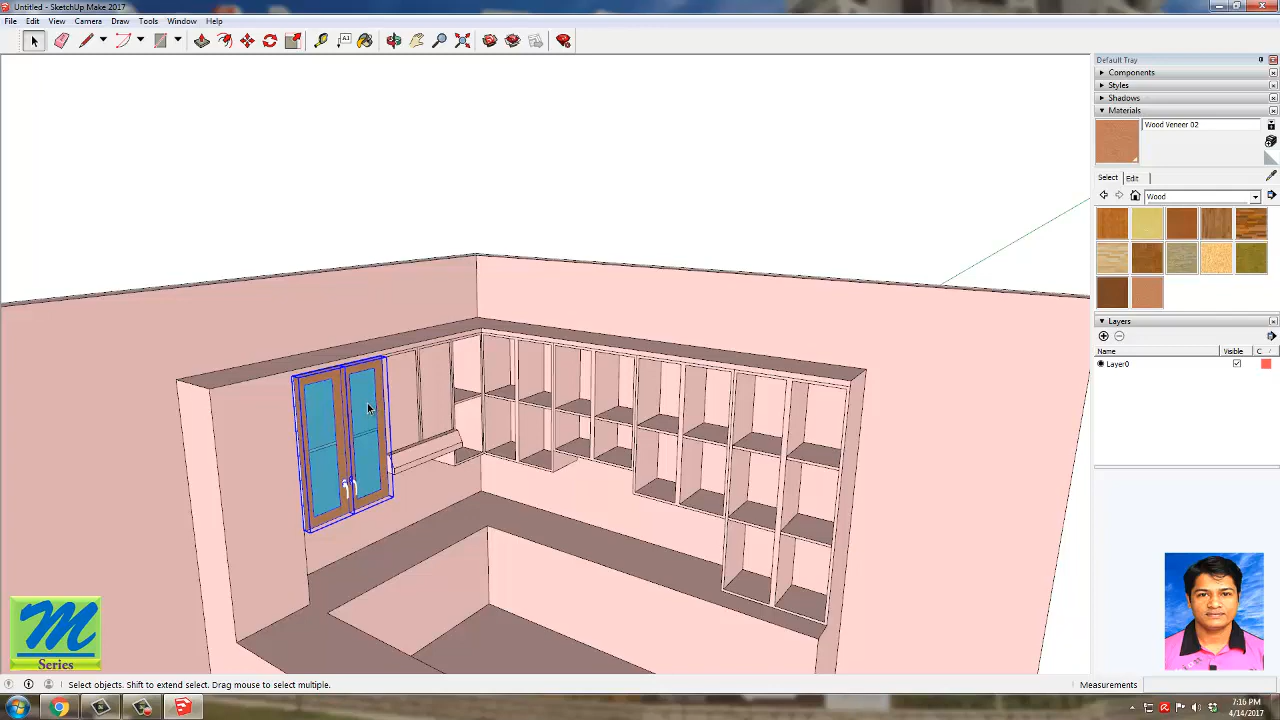 Untitled - SketchUp Make 2017
File Edit View Camera Draw Tools Window Help
Default Tray
Components
Styles
Shadows
Materials
Wood Veneer 02
Select Edit
Wood
Layers
Name Visible C
Layer0
M
Series
Select objects. Shift to extend select. Drag mouse to select multiple.
Measurements
7:16 PM
4/14/2017